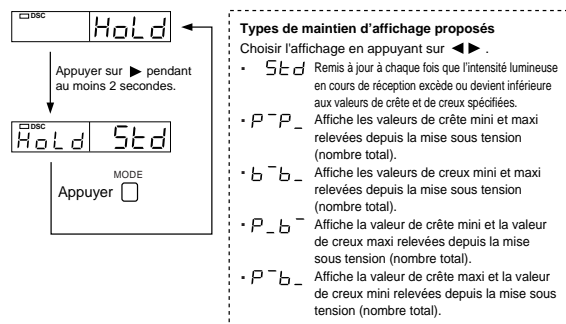 DSC
HoLd
Appuyer sur ▶ pendant
au moins 2 secondes.
DSC
HoLd Std
MODE
Appuyer
Types de maintien d'affichage proposés
Choisir l'affichage en appuyant sur ◀ ▶ .
· Std Remis à jour à chaque fois que l'intensité lumineuse
en cours de réception excède ou devient inférieure
aux valeurs de crête et de creux spécifiées.
· P‾P_ Affiche les valeurs de crête mini et maxi
relevées depuis la mise sous tension
(nombre total).
· b‾b_ Affiche les valeurs de creux mini et maxi
relevées depuis la mise sous tension
(nombre total).
· P_b‾ Affiche la valeur de crête mini et la valeur
de creux maxi relevées depuis la mise
sous tension (nombre total).
· P‾b_ Affiche la valeur de crête maxi et la valeur
de creux mini relevées depuis la mise sous
tension (nombre total).